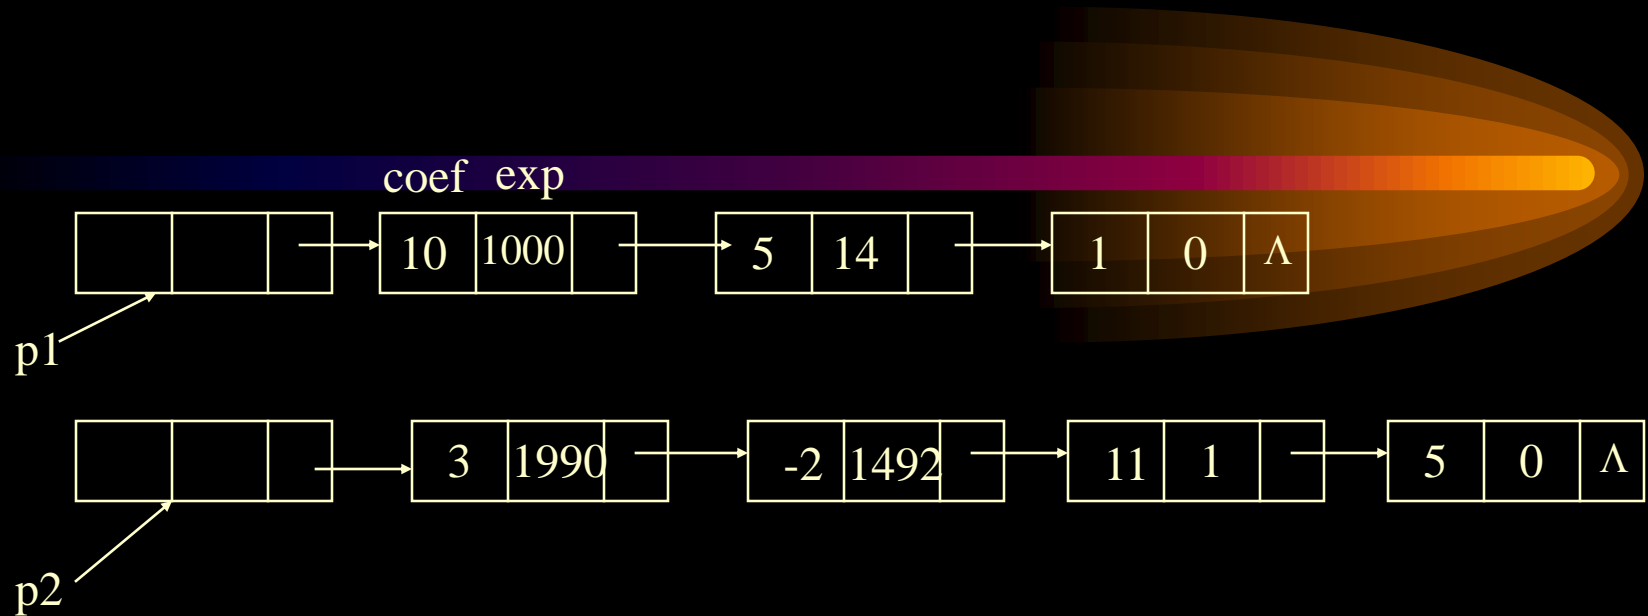 coef exp
10 1000 5 14 1 0 Λ
p1
3 1990 -2 1492 11 1 5 0 Λ
p2